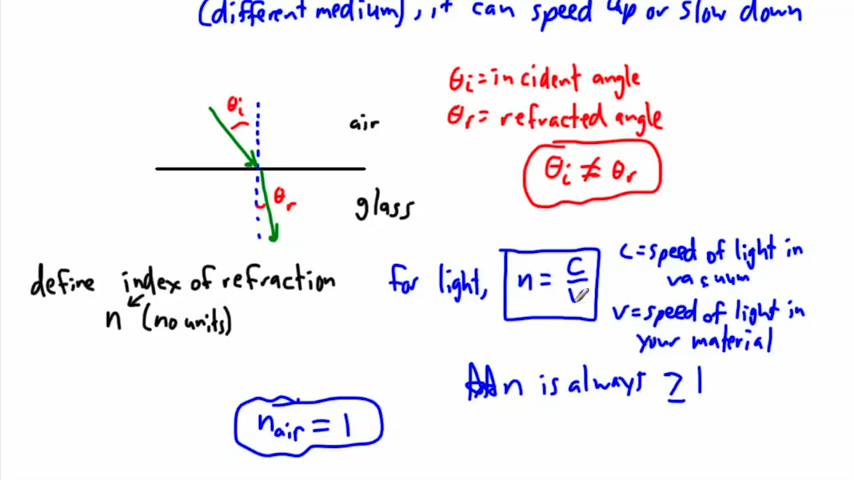 (different medium), it can speed up or slow down
θi = incident angle
θi
air
θr = refracted angle
θi ≠ θr
θr
glass
define index of refraction
n (no units)
for light,
n = c/v
c = speed of light in
vacuum
v = speed of light in
your material
n is always ≥ 1
nair = 1